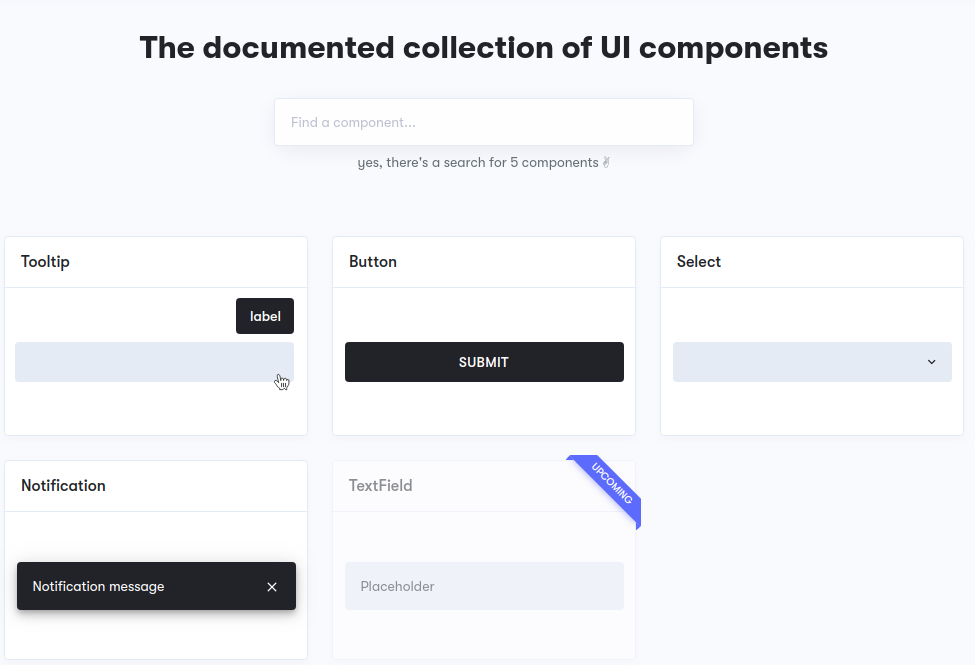 The documented collection of UI components
Find a component...
yes, there's a search for 5 components ✌
Tooltip
label
Button
SUBMIT
Select
Notification
Notification message
TextField
UPCOMING
Placeholder